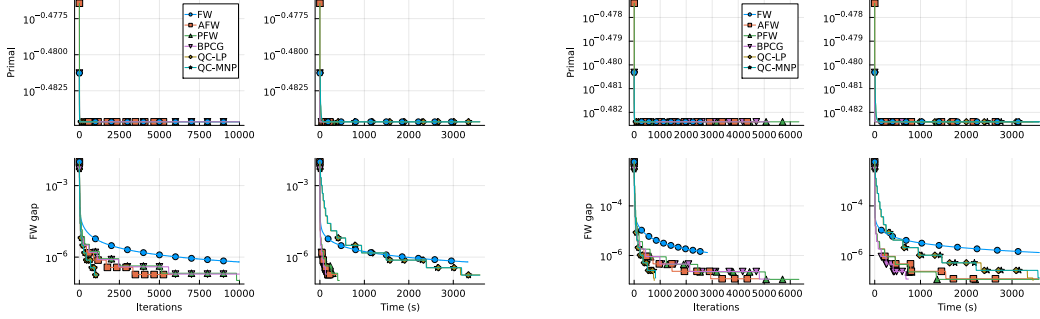 10^-0.4775
10^-0.4800
10^-0.4825
Primal
FW
AFW
PFW
BPCG
QC-LP
QC-MNP
0 2500 5000 7500 10000
10^-0.4775
10^-0.4800
10^-0.4825
0 1000 2000 3000
10^-3
10^-6
FW gap
0 2500 5000 7500 10000
Iterations
10^-3
10^-6
0 1000 2000 3000
Time (s)
10^-0.478
10^-0.479
10^-0.480
10^-0.481
10^-0.482
Primal
FW
AFW
PFW
BPCG
QC-LP
QC-MNP
0 1000 2000 3000 4000 5000 6000
10^-0.478
10^-0.479
10^-0.480
10^-0.481
10^-0.482
0 1000 2000 3000
10^-4
10^-6
FW gap
0 1000 2000 3000 4000 5000 6000
Iterations
10^-4
10^-6
0 1000 2000 3000
Time (s)